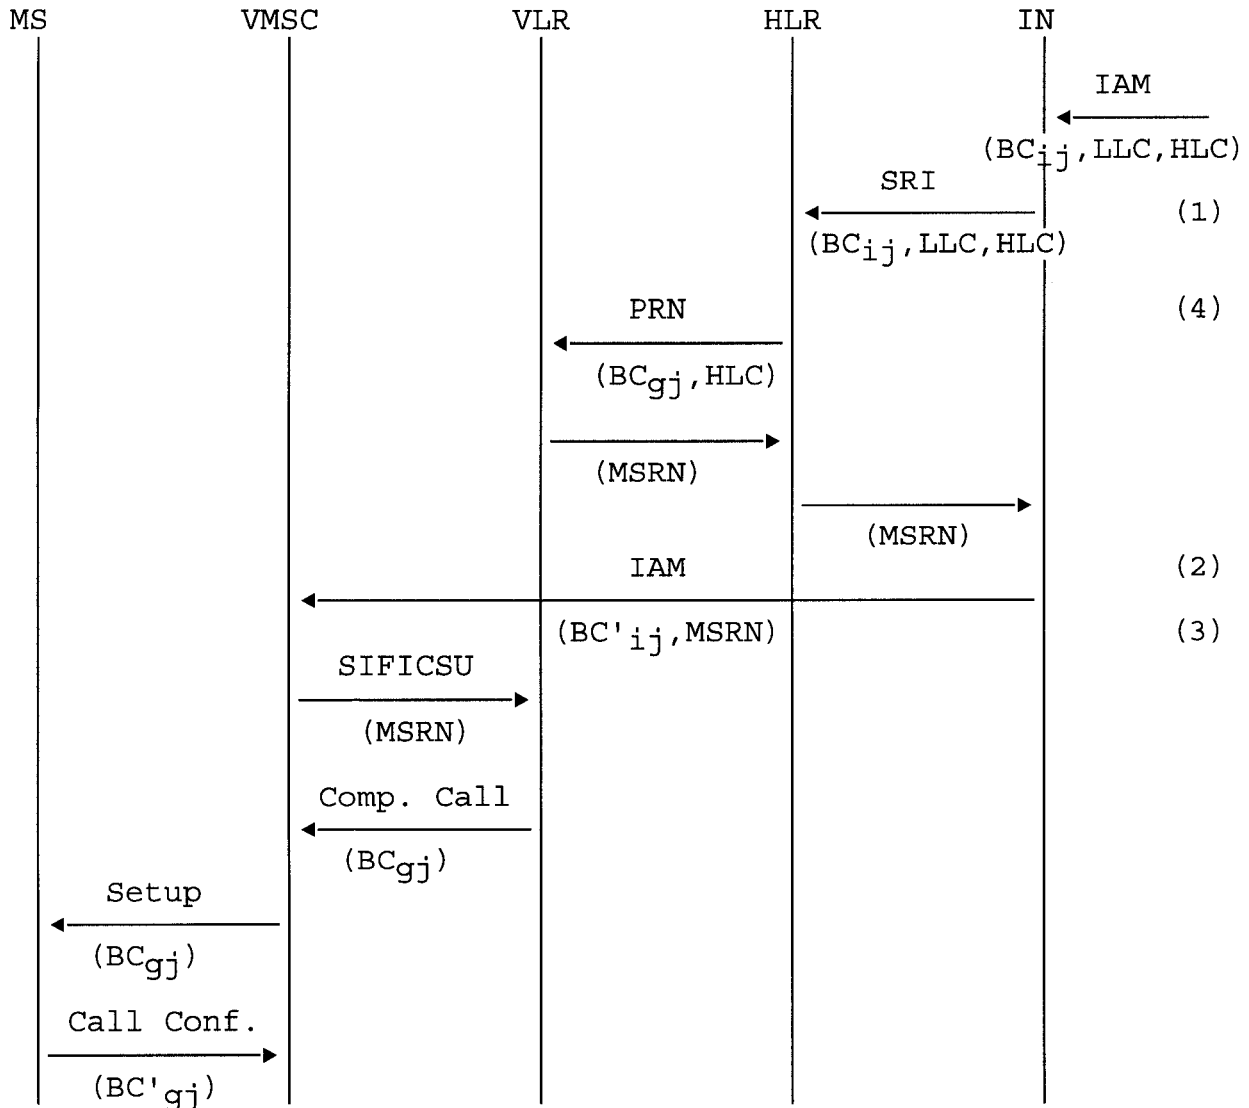 MS VMSC VLR HLR IN
IAM
(BCij,LLC,HLC)
SRI
(1)
(BCij,LLC,HLC)
PRN
(4)
(BCgj,HLC)
(MSRN)
(MSRN)
IAM
(2)
(BC'ij,MSRN)
(3)
SIFICSU
(MSRN)
Comp. Call
(BCgj)
Setup
(BCgj)
Call Conf.
(BC'gj)